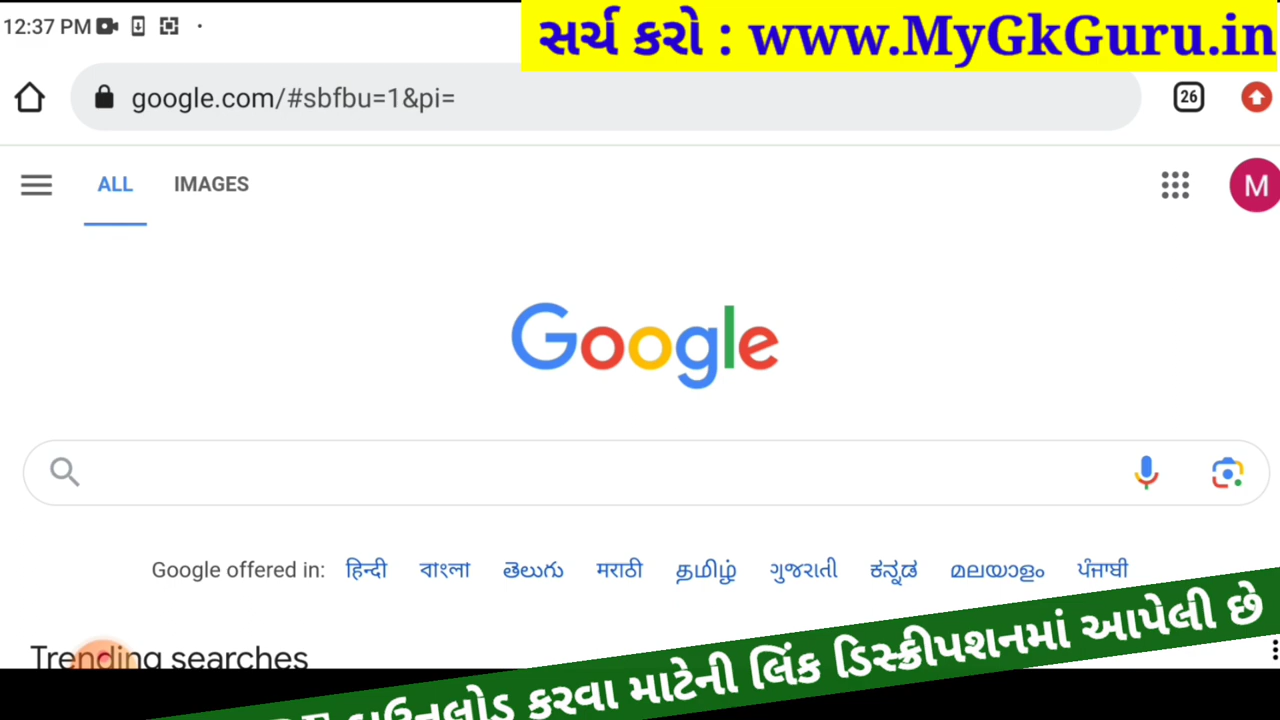 12:37 PM
સર્ચ કરો : www.MyGkGuru.in
google.com/#sbfbu=1&pi=
26
ALL IMAGES
M
Google
Google offered in: हिन्दी বাংলা తెలుగు मराठी தமிழ் ગુજરાતી ಕನ್ನಡ മലയാളം ਪੰਜਾਬੀ
Trending searches
ડાઉનલોડ કરવા માટેની લિંક ડિસ્ક્રીપશનમાં આપેલી છે